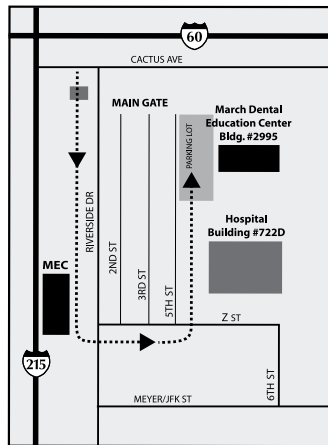 60
CACTUS AVE
MAIN GATE
March Dental
Education Center
Bldg. #2995
PARKING LOT
RIVERSIDE DR
2ND ST
3RD ST
5TH ST
Hospital
Building #722D
MEC
Z ST
215
6TH ST
MEYER/JFK ST